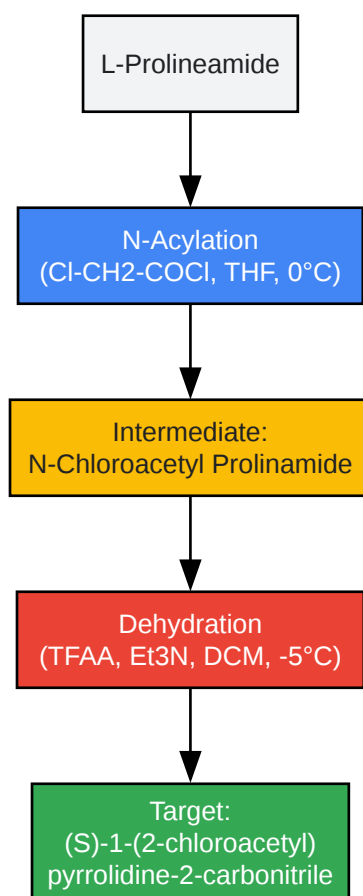 L-Prolineamide
N-Acylation
(Cl-CH2-COCl, THF, 0°C)
Intermediate:
N-Chloroacetyl Prolinamide
Dehydration
(TFAA, Et3N, DCM, -5°C)
Target:
(S)-1-(2-chloroacetyl)
pyrrolidine-2-carbonitrile